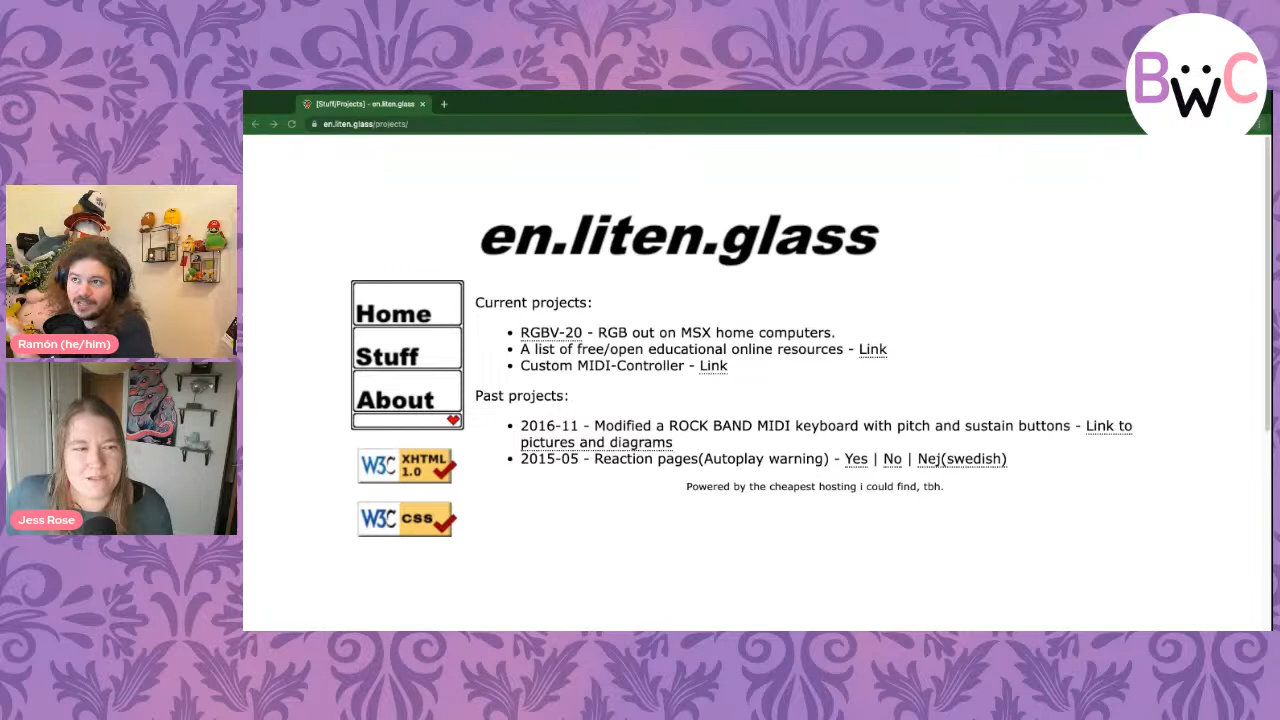 BwC
[Stuff/Projects] - en.liten.glass
en.liten.glass/projects/
en.liten.glass
Home
Stuff
About
W3C XHTML 1.0
W3C css
Current projects:
RGBV-20 - RGB out on MSX home computers.
A list of free/open educational online resources - Link
Custom MIDI-Controller - Link
Past projects:
2016-11 - Modified a ROCK BAND MIDI keyboard with pitch and sustain buttons - Link to
pictures and diagrams
2015-05 - Reaction pages(Autoplay warning) - Yes | No | Nej(swedish)
Powered by the cheapest hosting i could find, tbh.
Ramón (he/him)
Jess Rose